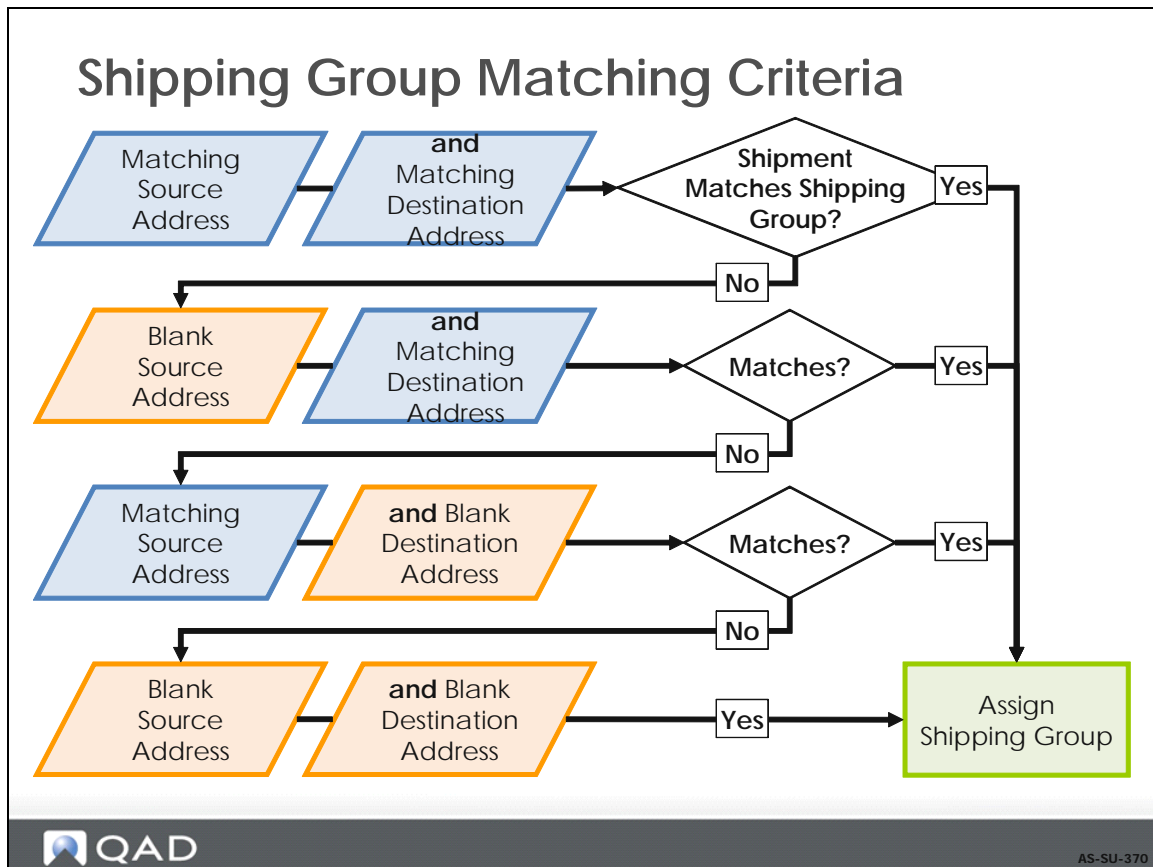 Shipping Group Matching Criteria
Matching
Source
Address
and
Matching
Destination
Address
Shipment
Matches Shipping
Group?
Yes
No
Blank
Source
Address
and
Matching
Destination
Address
Matches?
Yes
No
Matching
Source
Address
and Blank
Destination
Address
Matches?
Yes
No
Blank
Source
Address
and Blank
Destination
Address
Yes
Assign
Shipping Group
QAD
AS-SU-370